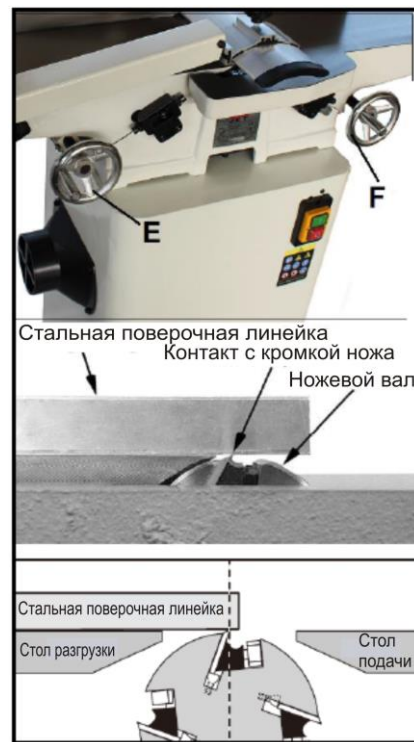 E
F
Стальная поверочная линейка
Контакт с кромкой ножа
Ножевой вал
Стальная поверочная линейка
Стол разгрузки
Стол
подачи